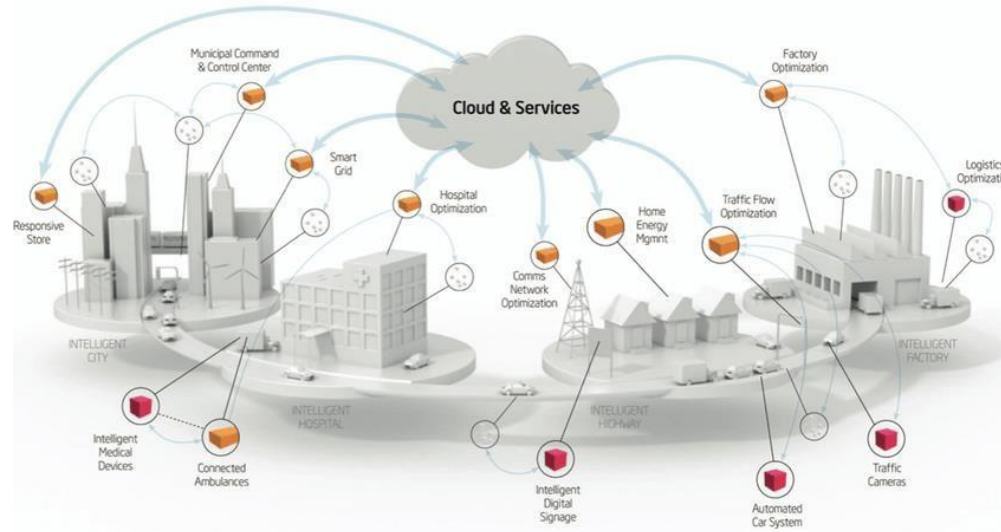 Municipal Command
& Control Center
Cloud & Services
Factory
Optimization
Smart
Grid
Hospital
Optimization
Logistics
Responsive
Store
Home
Energy
Mgmnt
Traffic Flow
Optimization
Comms
Network
Optimization
INTELLIGENT
CITY
INTELLIGENT
FACTORY
INTELLIGENT
HOSPITAL
INTELLIGENT
HIGHWAY
Intelligent
Medical
Devices
Connected
Ambulances
Intelligent
Digital
Signage
Automated
Car System
Traffic
Cameras